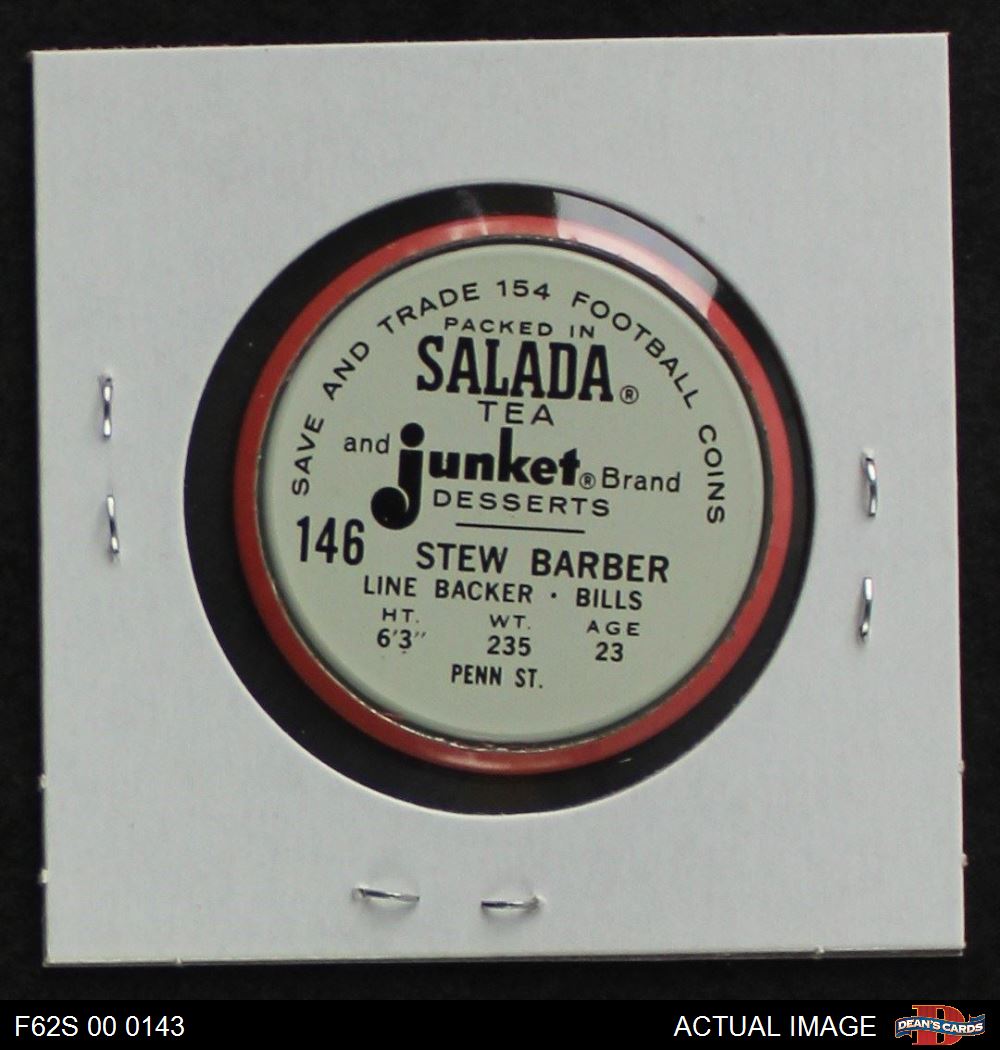 SAVE AND TRADE 154 FOOTBALL COINS
PACKED IN
SALADA®
TEA
and junket® Brand
DESSERTS
146 STEW BARBER
LINE BACKER · BILLS
HT. WT. AGE
6'3" 235 23
PENN ST.
F62S 00 0143 ACTUAL IMAGE DEAN'S CARDS